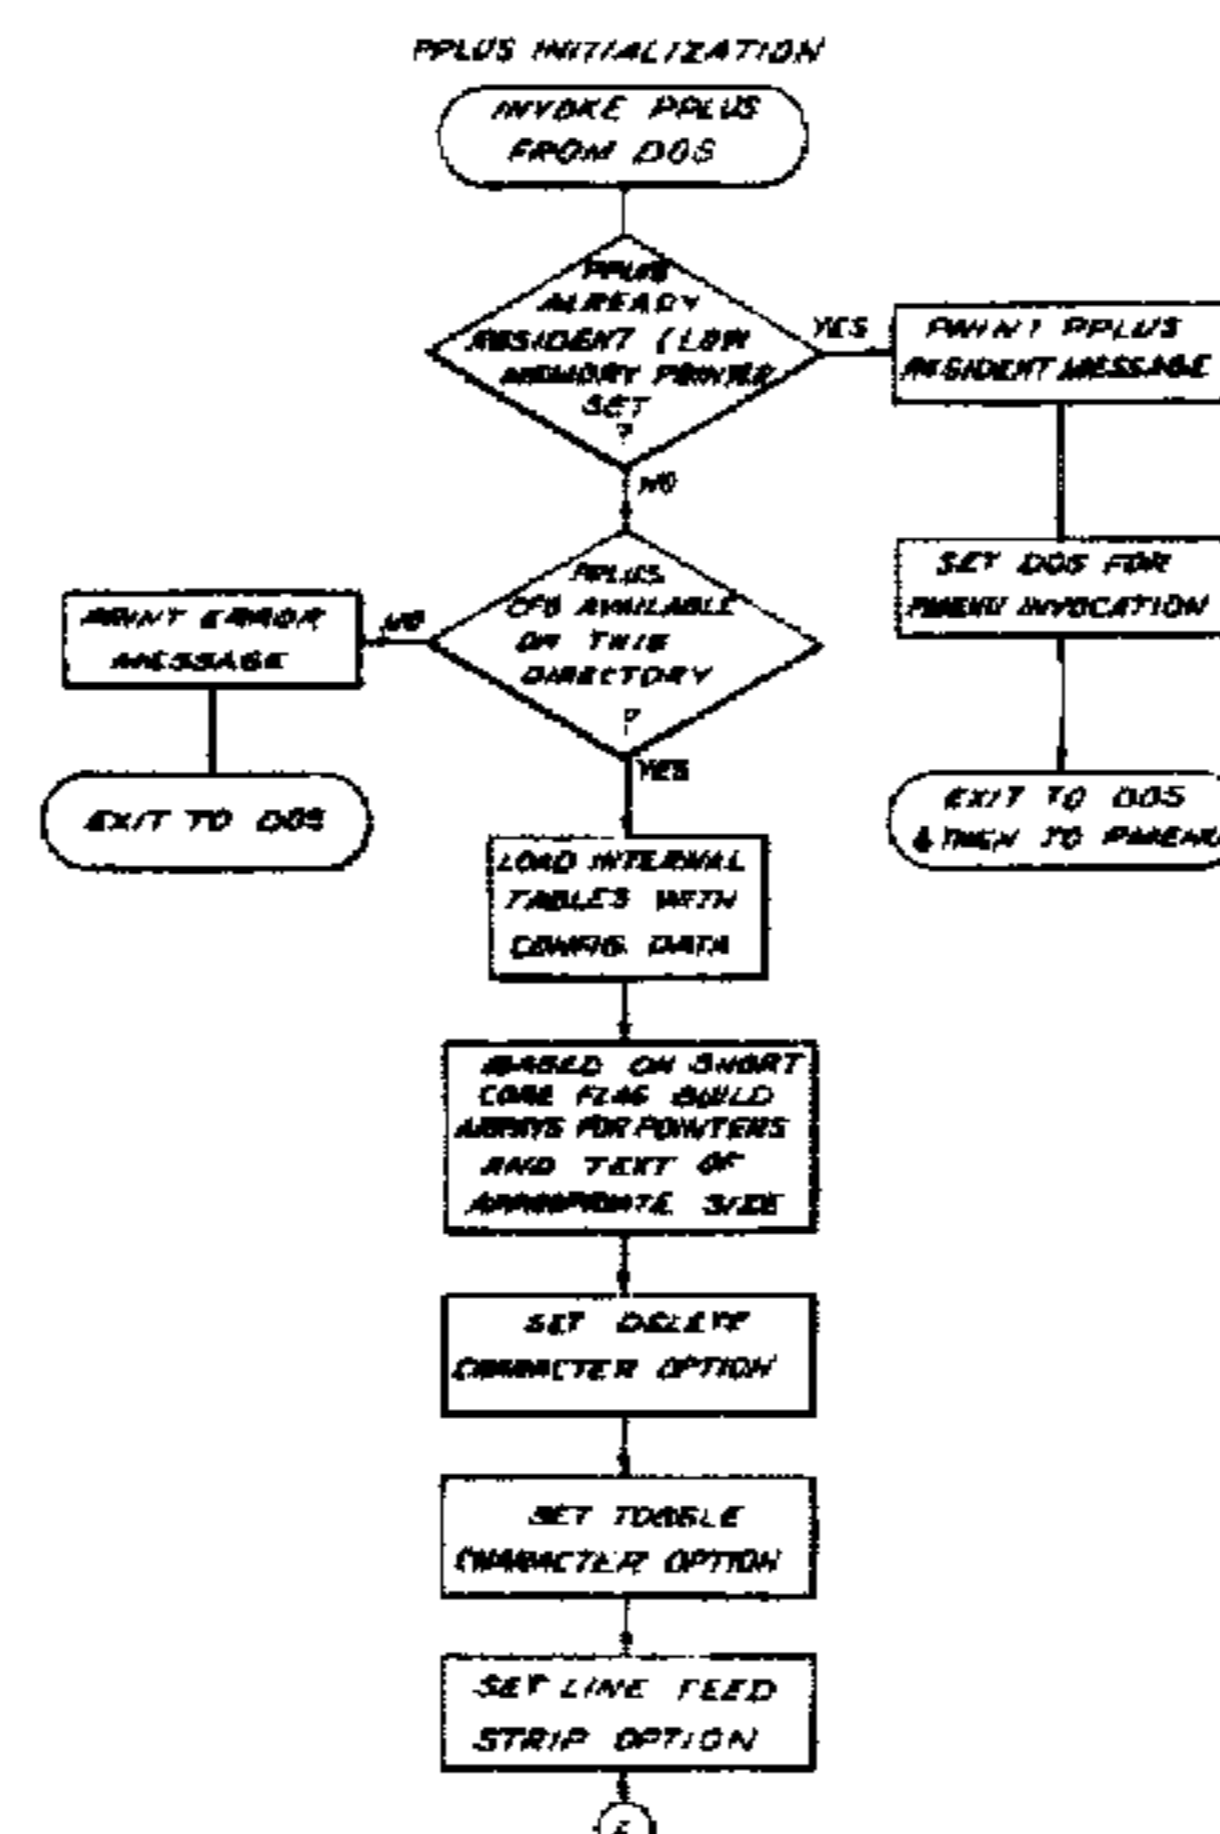 PPLUS INITIALIZATION
INVOKE PPLUS
FROM DOS
PPLUS
ALREADY
RESIDENT (LOW
MEMORY POINTER
SET
?
YES
PRINT PPLUS
RESIDENT MESSAGE
NO
SET DOS FOR
PMENU INVOCATION
EXIT TO DOS
& THEN TO PMENU
PPLUS.
CFG AVAILABLE
ON THIS
DIRECTORY
?
NO
PRINT ERROR
MESSAGE
EXIT TO DOS
YES
LOAD INTERNAL
TABLES WITH
CONFIG. DATA
BASED ON SHORT
CORE FLAG BUILD
ARRAYS FOR POINTERS
AND TEXT OF
APPROPRIATE SIZE
SET DELETE
CHARACTER OPTION
SET TOGGLE
CHARACTER OPTION
SET LINE FEED
STRIP OPTION